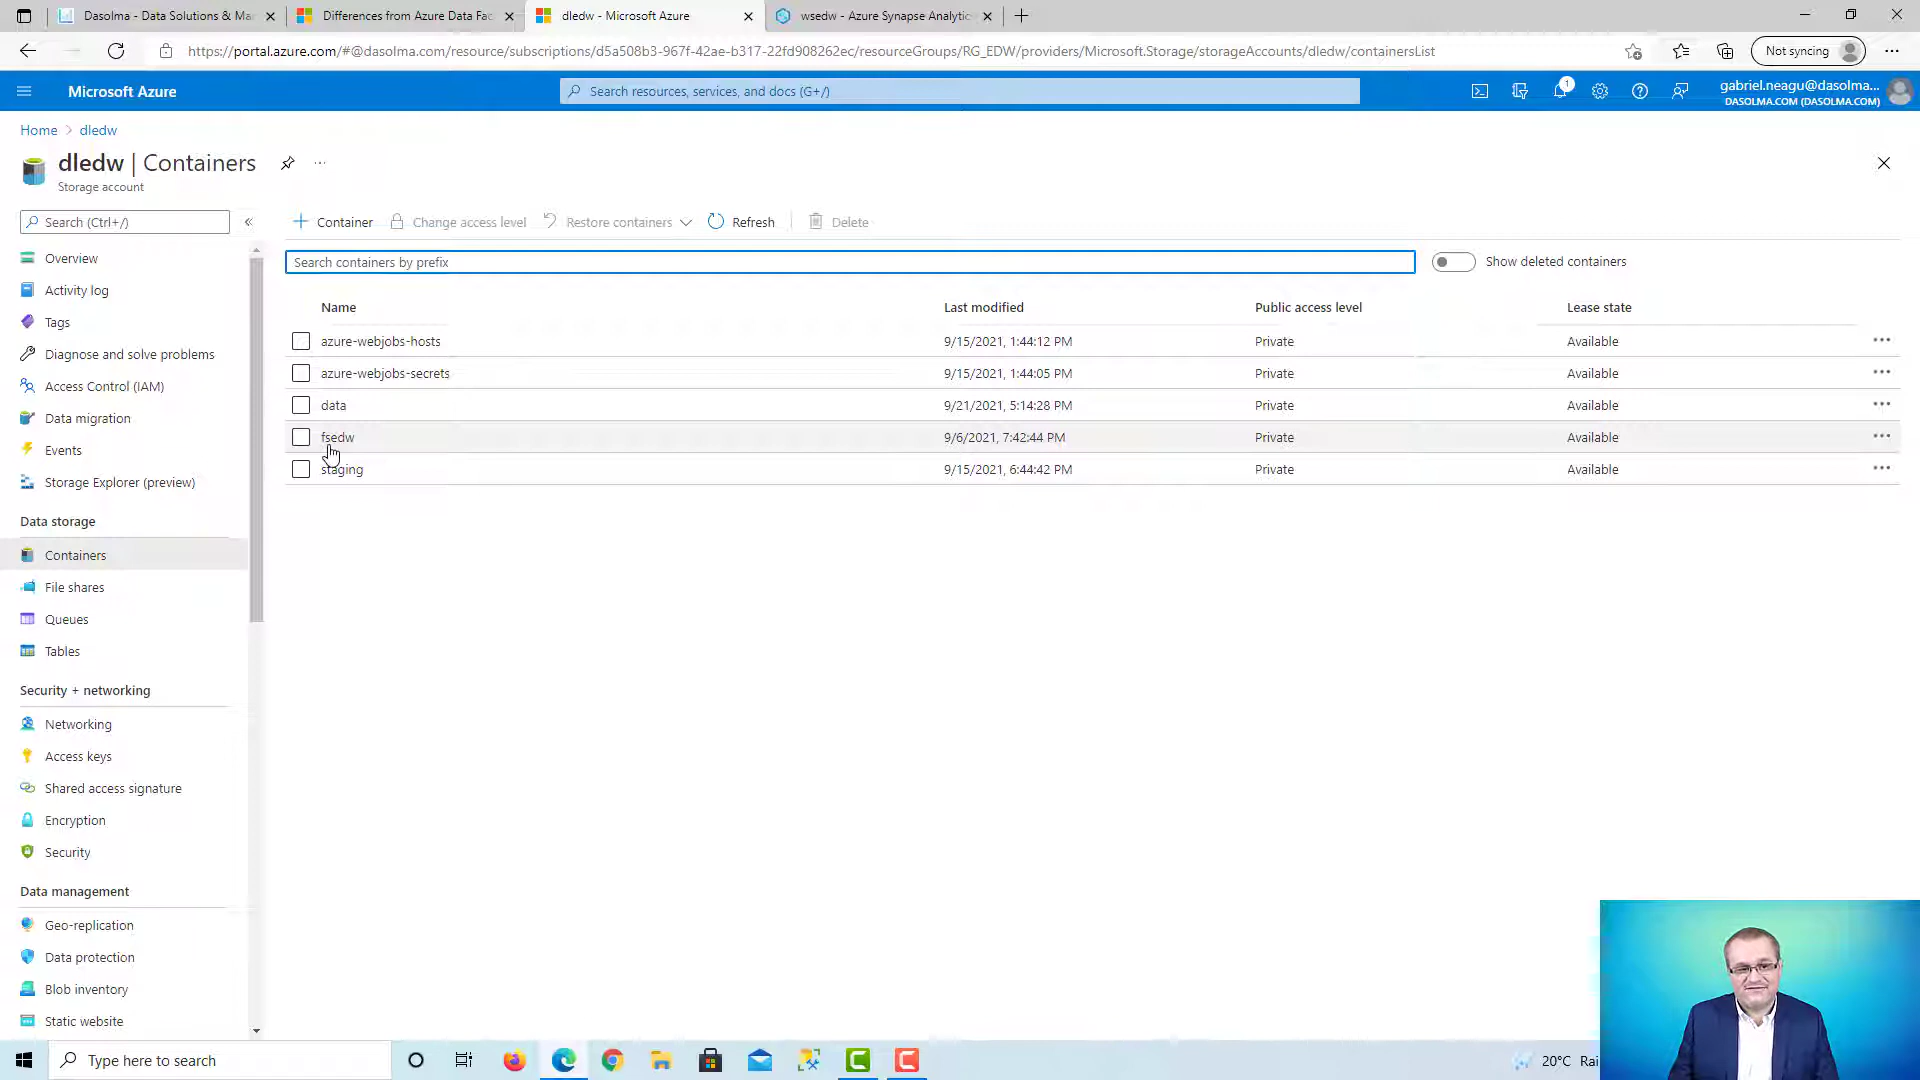 Dasolma - Data Solutions & Mar
Differences from Azure Data Fac
dledw - Microsoft Azure
wsedw - Azure Synapse Analytics
https://portal.azure.com/#@dasolma.com/resource/subscriptions/d5a508b3-967f-42ae-b317-22fd908262ec/resourceGroups/RG_EDW/providers/Microsoft.Storage/storageAccounts/dledw/containersList
Not syncing
Microsoft Azure
Search resources, services, and docs (G+/)
1
gabriel.neagu@dasolma...
DASOLMA.COM (DASOLMA.COM)
Home > dledw
dledw | Containers
Storage account
Search (Ctrl+/)
Container
Change access level
Restore containers
Refresh
Delete
Search containers by prefix
Show deleted containers
Name Last modified Public access level Lease state
azure-webjobs-hosts 9/15/2021, 1:44:12 PM Private Available
azure-webjobs-secrets 9/15/2021, 1:44:05 PM Private Available
data 9/21/2021, 5:14:28 PM Private Available
fsedw 9/6/2021, 7:42:44 PM Private Available
staging 9/15/2021, 6:44:42 PM Private Available
Overview
Activity log
Tags
Diagnose and solve problems
Access Control (IAM)
Data migration
Events
Storage Explorer (preview)
Data storage
Containers
File shares
Queues
Tables
Security + networking
Networking
Access keys
Shared access signature
Encryption
Security
Data management
Geo-replication
Data protection
Blob inventory
Static website
Type here to search
20°C Rai